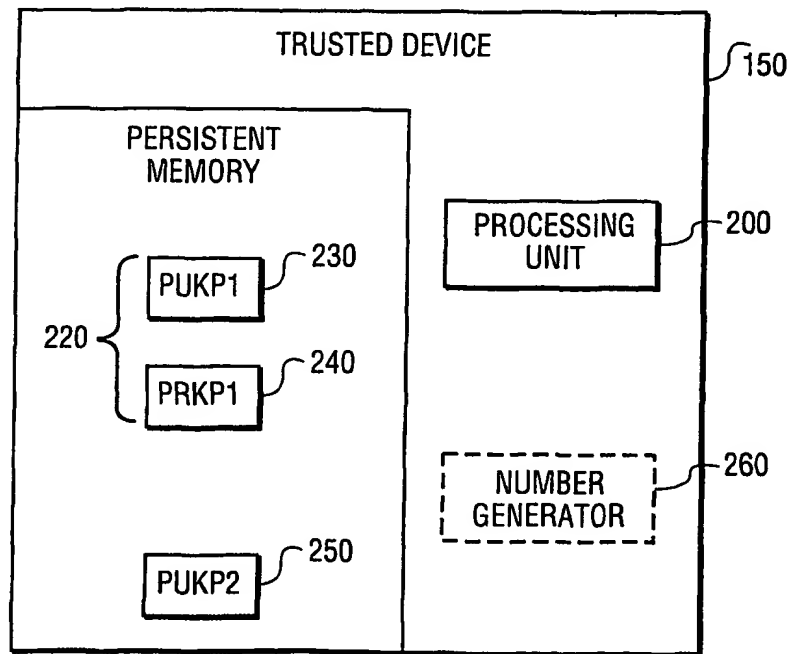 TRUSTED DEVICE
150
PERSISTENT
MEMORY
PROCESSING
UNIT
200
PUKP1
230
220
PRKP1
240
NUMBER
GENERATOR
260
PUKP2
250